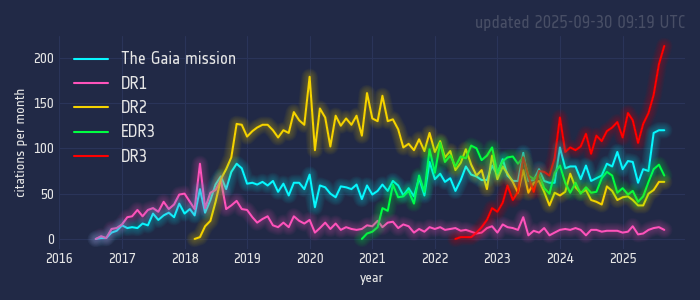 updated 2025-09-30 09:19 UTC
The Gaia mission
DR1
DR2
EDR3
DR3
citations per month
200
150
100
50
0
2016 2017 2018 2019 2020 2021 2022 2023 2024 2025
year